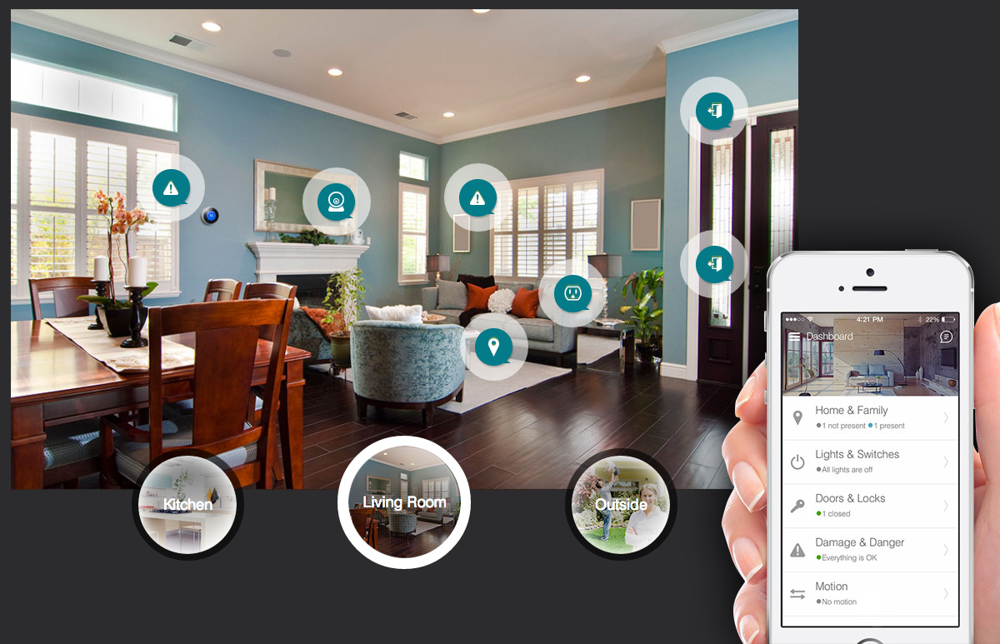 Kitchen
Living Room
Outside
4:21 PM
22%
Dashboard
Home & Family
1 not present 1 present
Lights & Switches
All lights are off
Doors & Locks
1 closed
Damage & Danger
Everything is OK
Motion
No motion